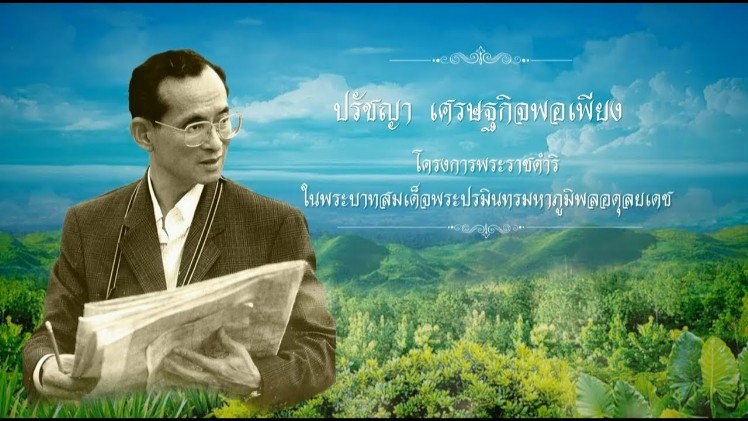 ปรัชญา เศรษฐกิจพอเพียง
โครงการพระราชดำริ
ในพระบาทสมเด็จพระปรมินทรมหาภูมิพลอดุลยเดช